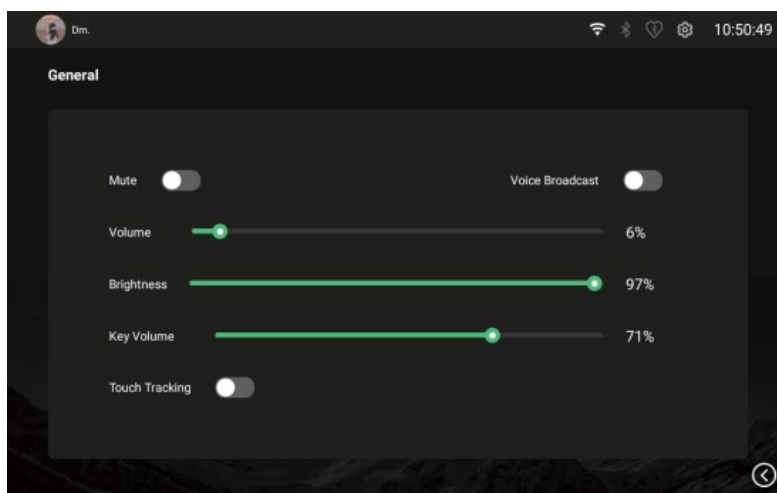 Dm.
10:50:49
General
Mute
Voice Broadcast
Volume
6%
Brightness
97%
Key Volume
71%
Touch Tracking